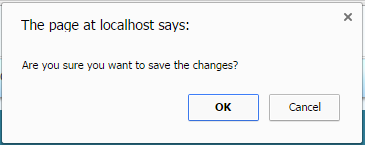 The page at localhost says:
Are you sure you want to save the changes?
OK
Cancel